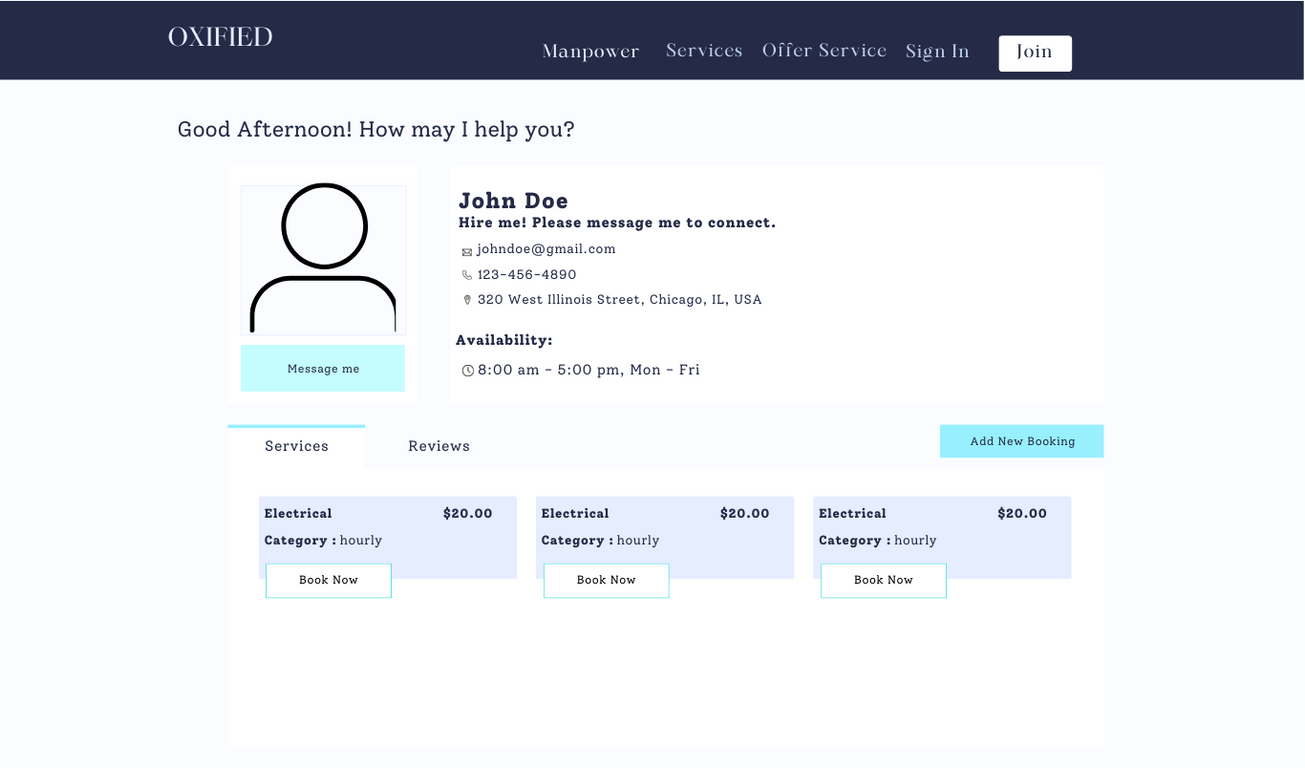 OXIFIED
Manpower Services Offer Service Sign In Join
Good Afternoon! How may I help you?
John Doe
Hire me! Please message me to connect.
johndoe@gmail.com
123-456-4890
320 West Illinois Street, Chicago, IL, USA
Availability:
8:00 am - 5:00 pm, Mon - Fri
Message me
Services Reviews Add New Booking
Electrical $20.00 Electrical $20.00 Electrical $20.00
Category : hourly Category : hourly Category : hourly
Book Now Book Now Book Now